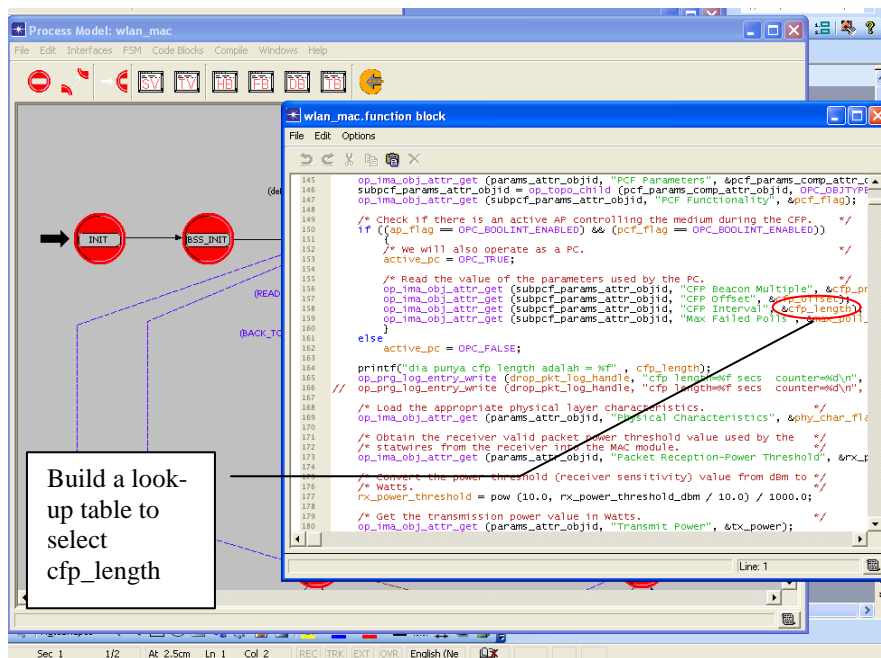 Process Model: wlan_mac
File Edit Interfaces FSM Code Blocks Compile Windows Help
SV TV HB FB DB TB
INIT
BSS_INIT
(READ
(BACK_TO
wlan_mac.function block
File Edit Options
145 op_ima_obj_attr_get (params_attr_objid, "PCF Parameters", &pcf_params_comp_attr_
146 subpcf_params_attr_objid = op_topo_child (pcf_params_comp_attr_objid, OPC_OBJTYPE
147 op_ima_obj_attr_get (subpcf_params_attr_objid, "PCF Functionality", &pcf_flag);
148
149 /* Check if there is an active AP controlling the medium during the CFP. */
150 if ((ap_flag == OPC_BOOLINT_ENABLED) && (pcf_flag == OPC_BOOLINT_ENABLED))
151 {
152 /* We will also operate as a PC. */
153 active_pc = OPC_TRUE;
154
155 /* Read the value of the parameters used by the PC. */
156 op_ima_obj_attr_get (subpcf_params_attr_objid, "CFP Beacon Multiple", &cfp_pr
157 op_ima_obj_attr_get (subpcf_params_attr_objid, "CFP Offset", &cfp_offset);
158 op_ima_obj_attr_get (subpcf_params_attr_objid, "CFP Interval", &cfp_length);
159 op_ima_obj_attr_get (subpcf_params_attr_objid, "Max Failed Polls", &max_poll_
160 }
161 else
162 active_pc = OPC_FALSE;
163
164 printf("dia punya cfp length adalah = %f" , cfp_length);
165 op_prg_log_entry_write (drop_pkt_log_handle, "cfp length=%f secs counter=%d\n",
166 // op_prg_log_entry_write (drop_pkt_log_handle, "cfp length=%f secs counter=%d\n",
167
168 /* Load the appropriate physical layer characteristics. */
169 op_ima_obj_attr_get (params_attr_objid, "Physical Characteristics", &phy_char_fla
170
171 /* Obtain the receiver valid packet power threshold value used by the */
172 /* statwires from the receiver into the MAC module. */
173 op_ima_obj_attr_get (params_attr_objid, "Packet Reception-Power Threshold", &rx_p
174
175 /* Convert the power threshold (receiver sensitivity) value from dBm to */
176 /* Watts. */
177 rx_power_threshold = pow (10.0, rx_power_threshold_dbm / 10.0) / 1000.0;
178
179 /* Get the transmission power value in Watts. */
180 op_ima_obj_attr_get (params_attr_objid, "Transmit Power", &tx_power);
Line: 1
Build a look-
up table to
select
cfp_length
Sec 1 1/2 At 2.5cm Ln 1 Col 2 REC TRK EXT OVR English (Ne